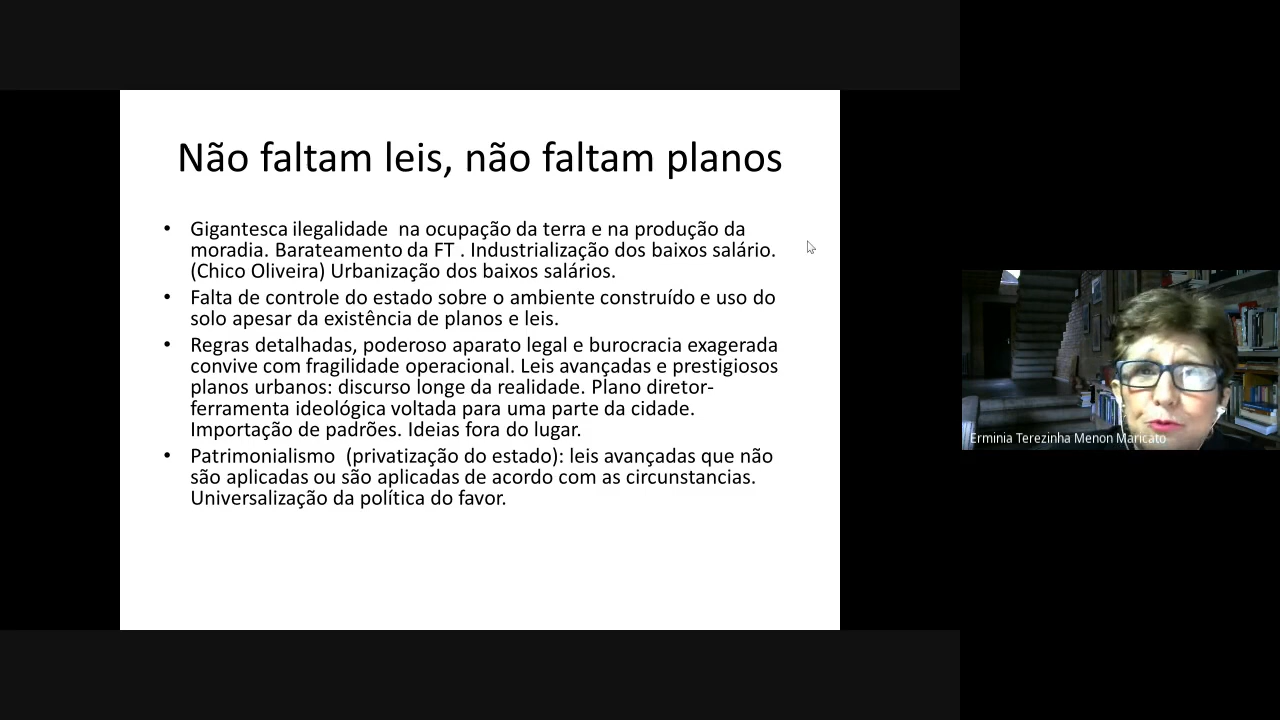 Não faltam leis, não faltam planos
• Gigantesca ilegalidade  na ocupação da terra e na produção da
moradia. Barateamento da FT . Industrialização dos baixos salário.
(Chico Oliveira) Urbanização dos baixos salários.
• Falta de controle do estado sobre o ambiente construído e uso do
solo apesar da existência de planos e leis.
• Regras detalhadas, poderoso aparato legal e burocracia exagerada
convive com fragilidade operacional. Leis avançadas e prestigiosos
planos urbanos: discurso longe da realidade. Plano diretor-
ferramenta ideológica voltada para uma parte da cidade.
Importação de padrões. Ideias fora do lugar.
• Patrimonialismo  (privatização do estado): leis avançadas que não
são aplicadas ou são aplicadas de acordo com as circunstancias.
Universalização da política do favor.
Erminia Terezinha Menon Maricato